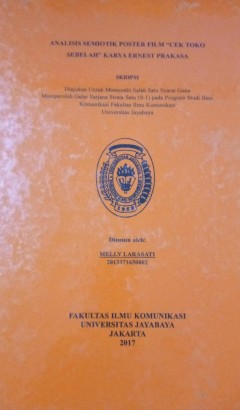 ANALISIS SEMIOTIK POSTER FILM "CEK TOKO
SEBELAH" KARYA ERNEST PRAKASA
SKRIPSI
Diajukan Untuk Memenuhi Salah Satu Syarat Guna
Memperoleh Gelar Sarjana Strata Satu (S-1) pada Program Studi Ilmu
Komunikasi Fakultas Ilmu Komunikasi
Universitas Jayabaya
Disusun oleh:
MELLY LARASATI
FAKULTAS ILMU KOMUNIKASI
UNIVERSITAS JAYABAYA
JAKARTA
2017